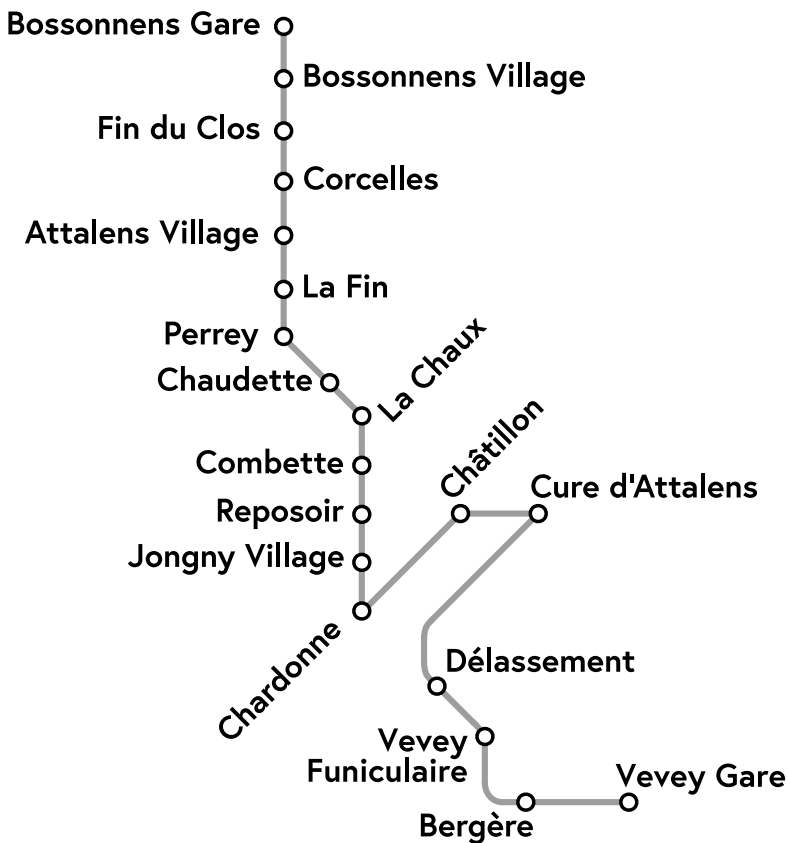 Bossonnens Gare
Bossonnens Village
Fin du Clos
Corcelles
Attalens Village
La Fin
Perrey
Chaudette
La Chaux
Combette
Reposoir
Jongny Village
Chardonne
Châtillon
Cure d'Attalens
Délassement
Vevey
Funiculaire
Bergère
Vevey Gare